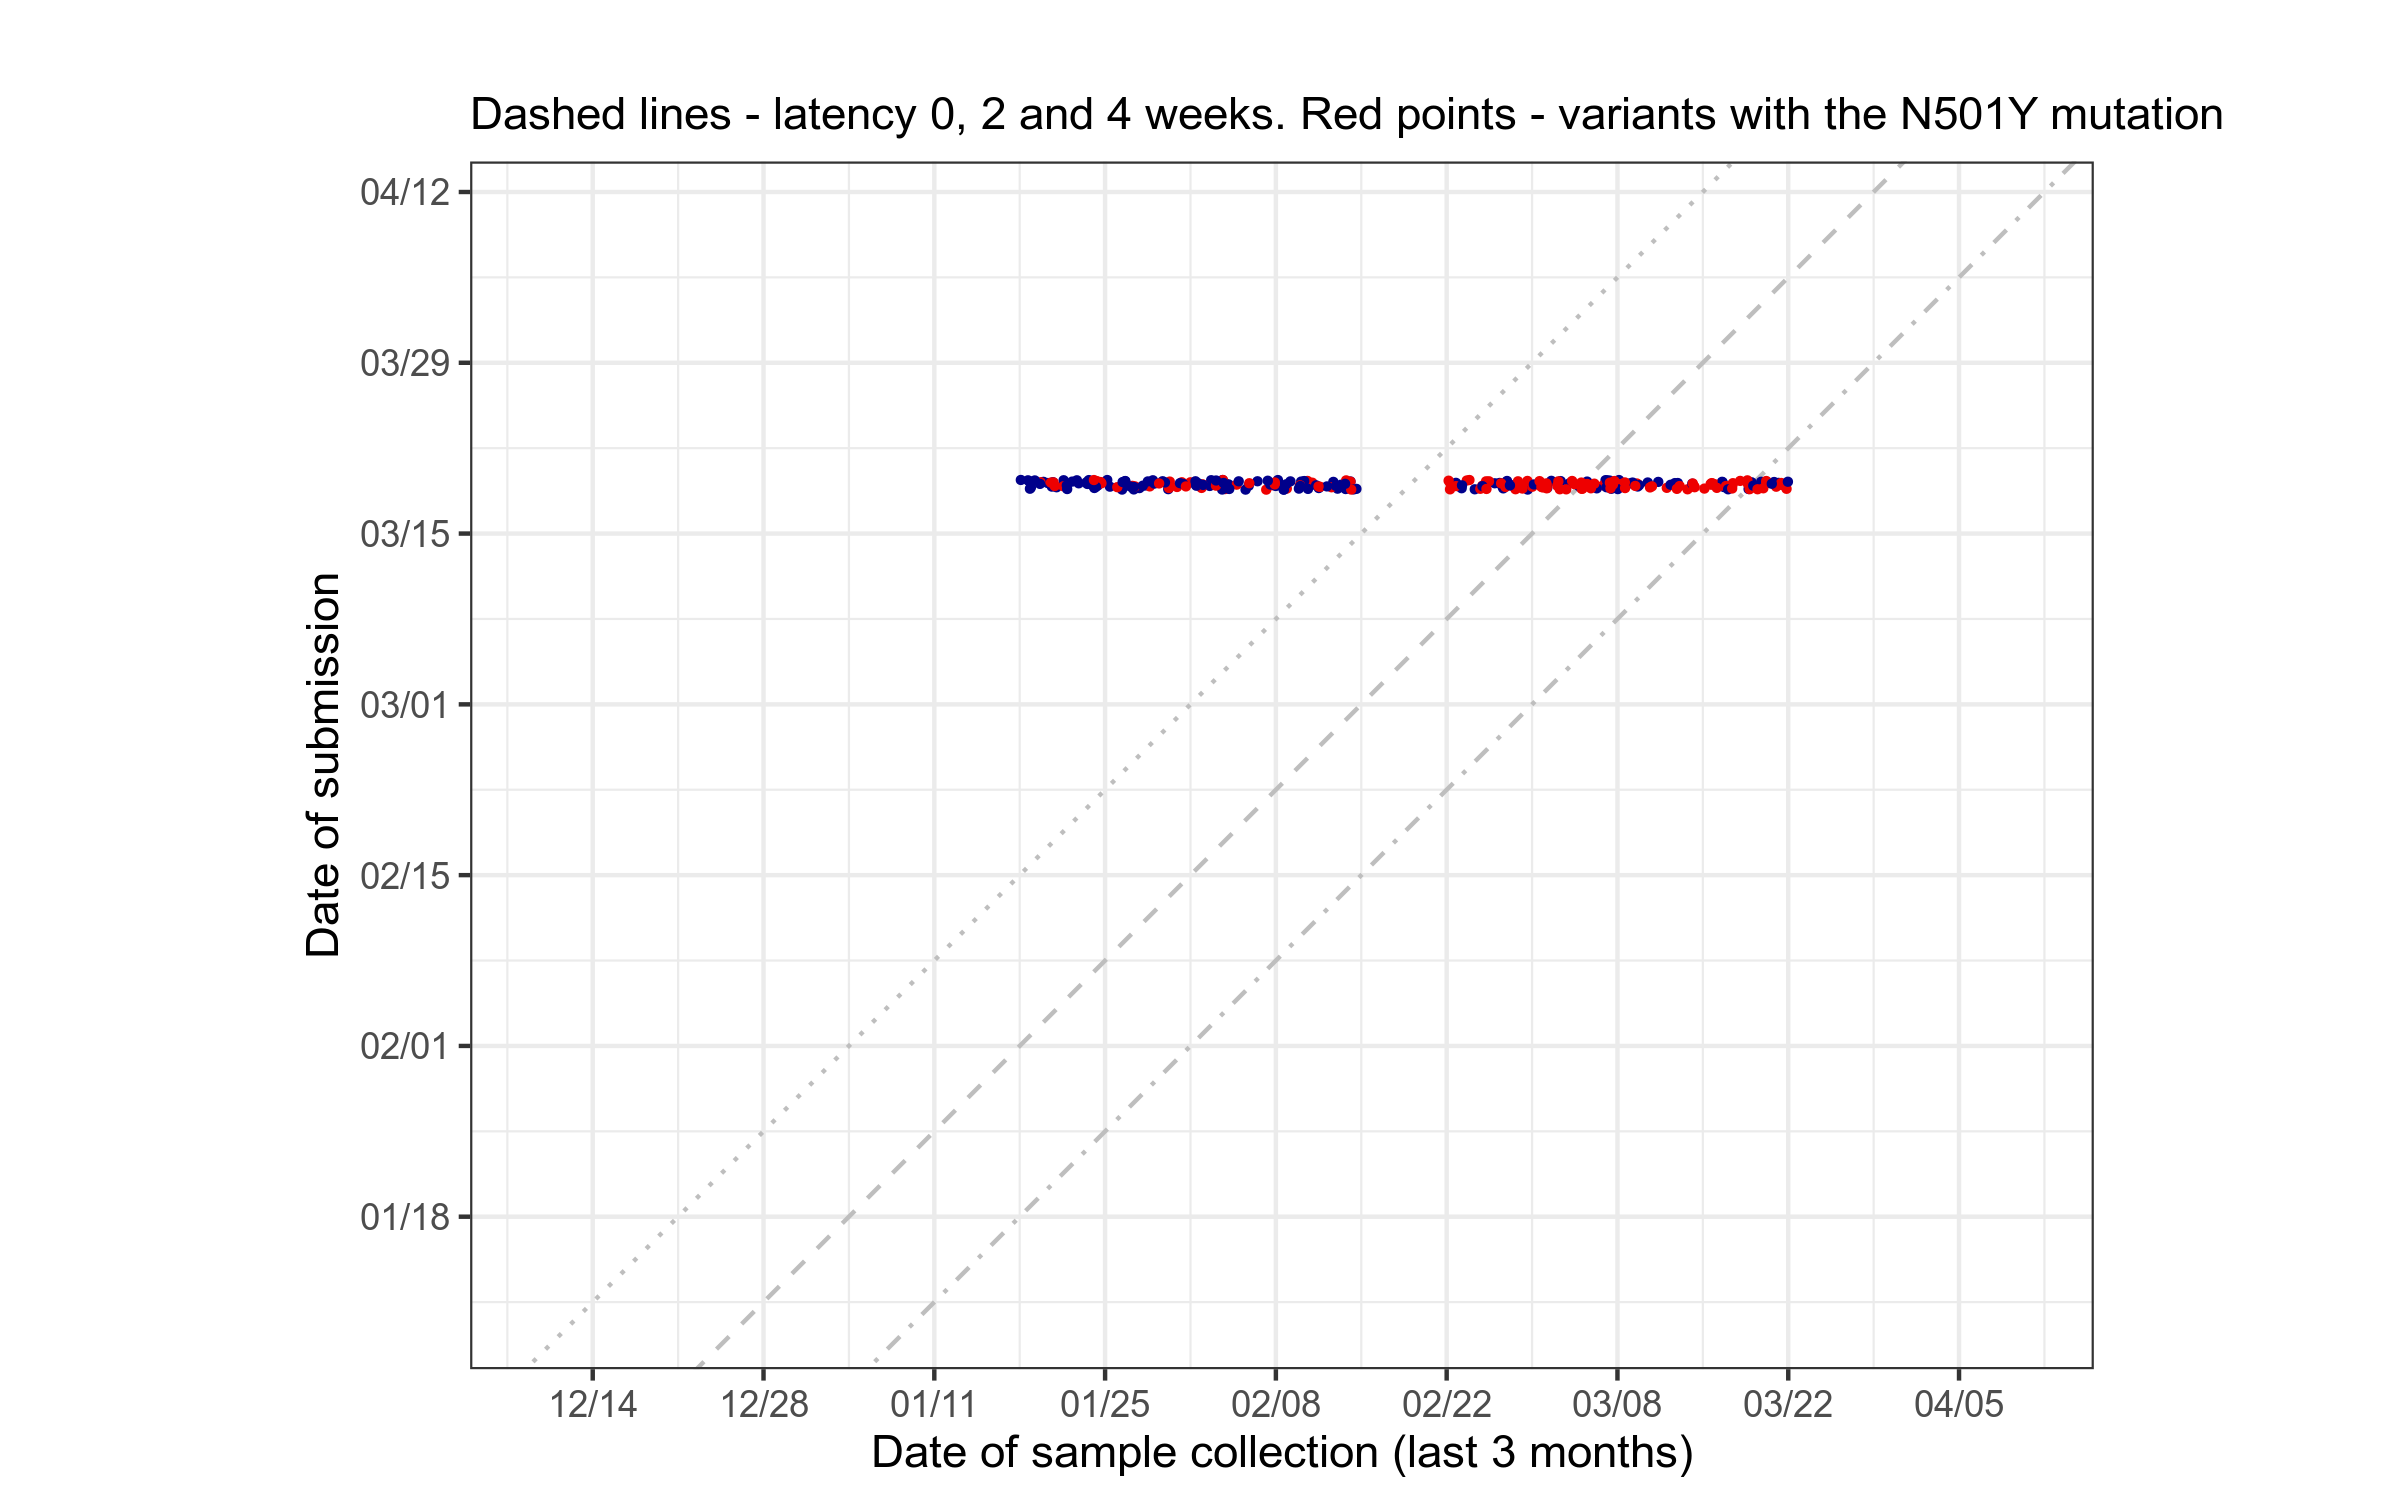 Dashed lines - latency 0, 2 and 4 weeks. Red points - variants with the N501Y mutation
04/12
03/29
03/15
03/01
02/15
02/01
01/18
Date of submission
12/14 12/28 01/11 01/25 02/08 02/22 03/08 03/22 04/05
Date of sample collection (last 3 months)